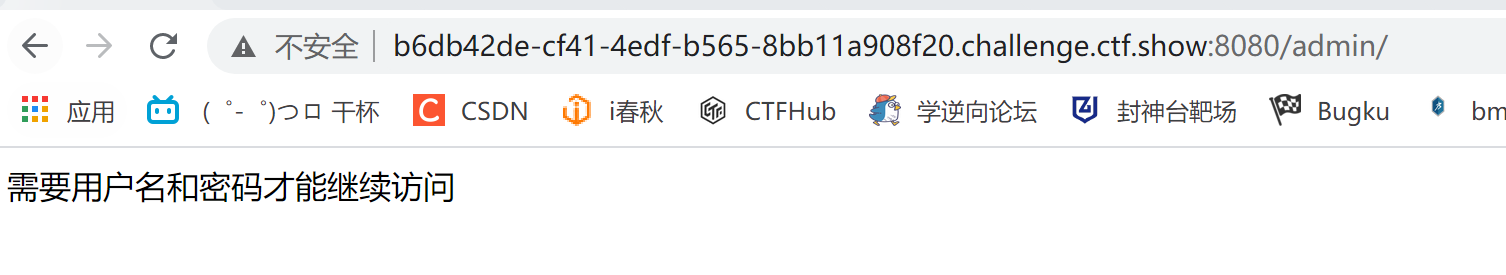 不安全 | b6db42de-cf41-4edf-b565-8bb11a908f20.challenge.ctf.show:8080/admin/
应用 ( ゜- ゜)つロ 干杯 CSDN i春秋 CTFHub 学逆向论坛 封神台靶场 Bugku bm
需要用户名和密码才能继续访问